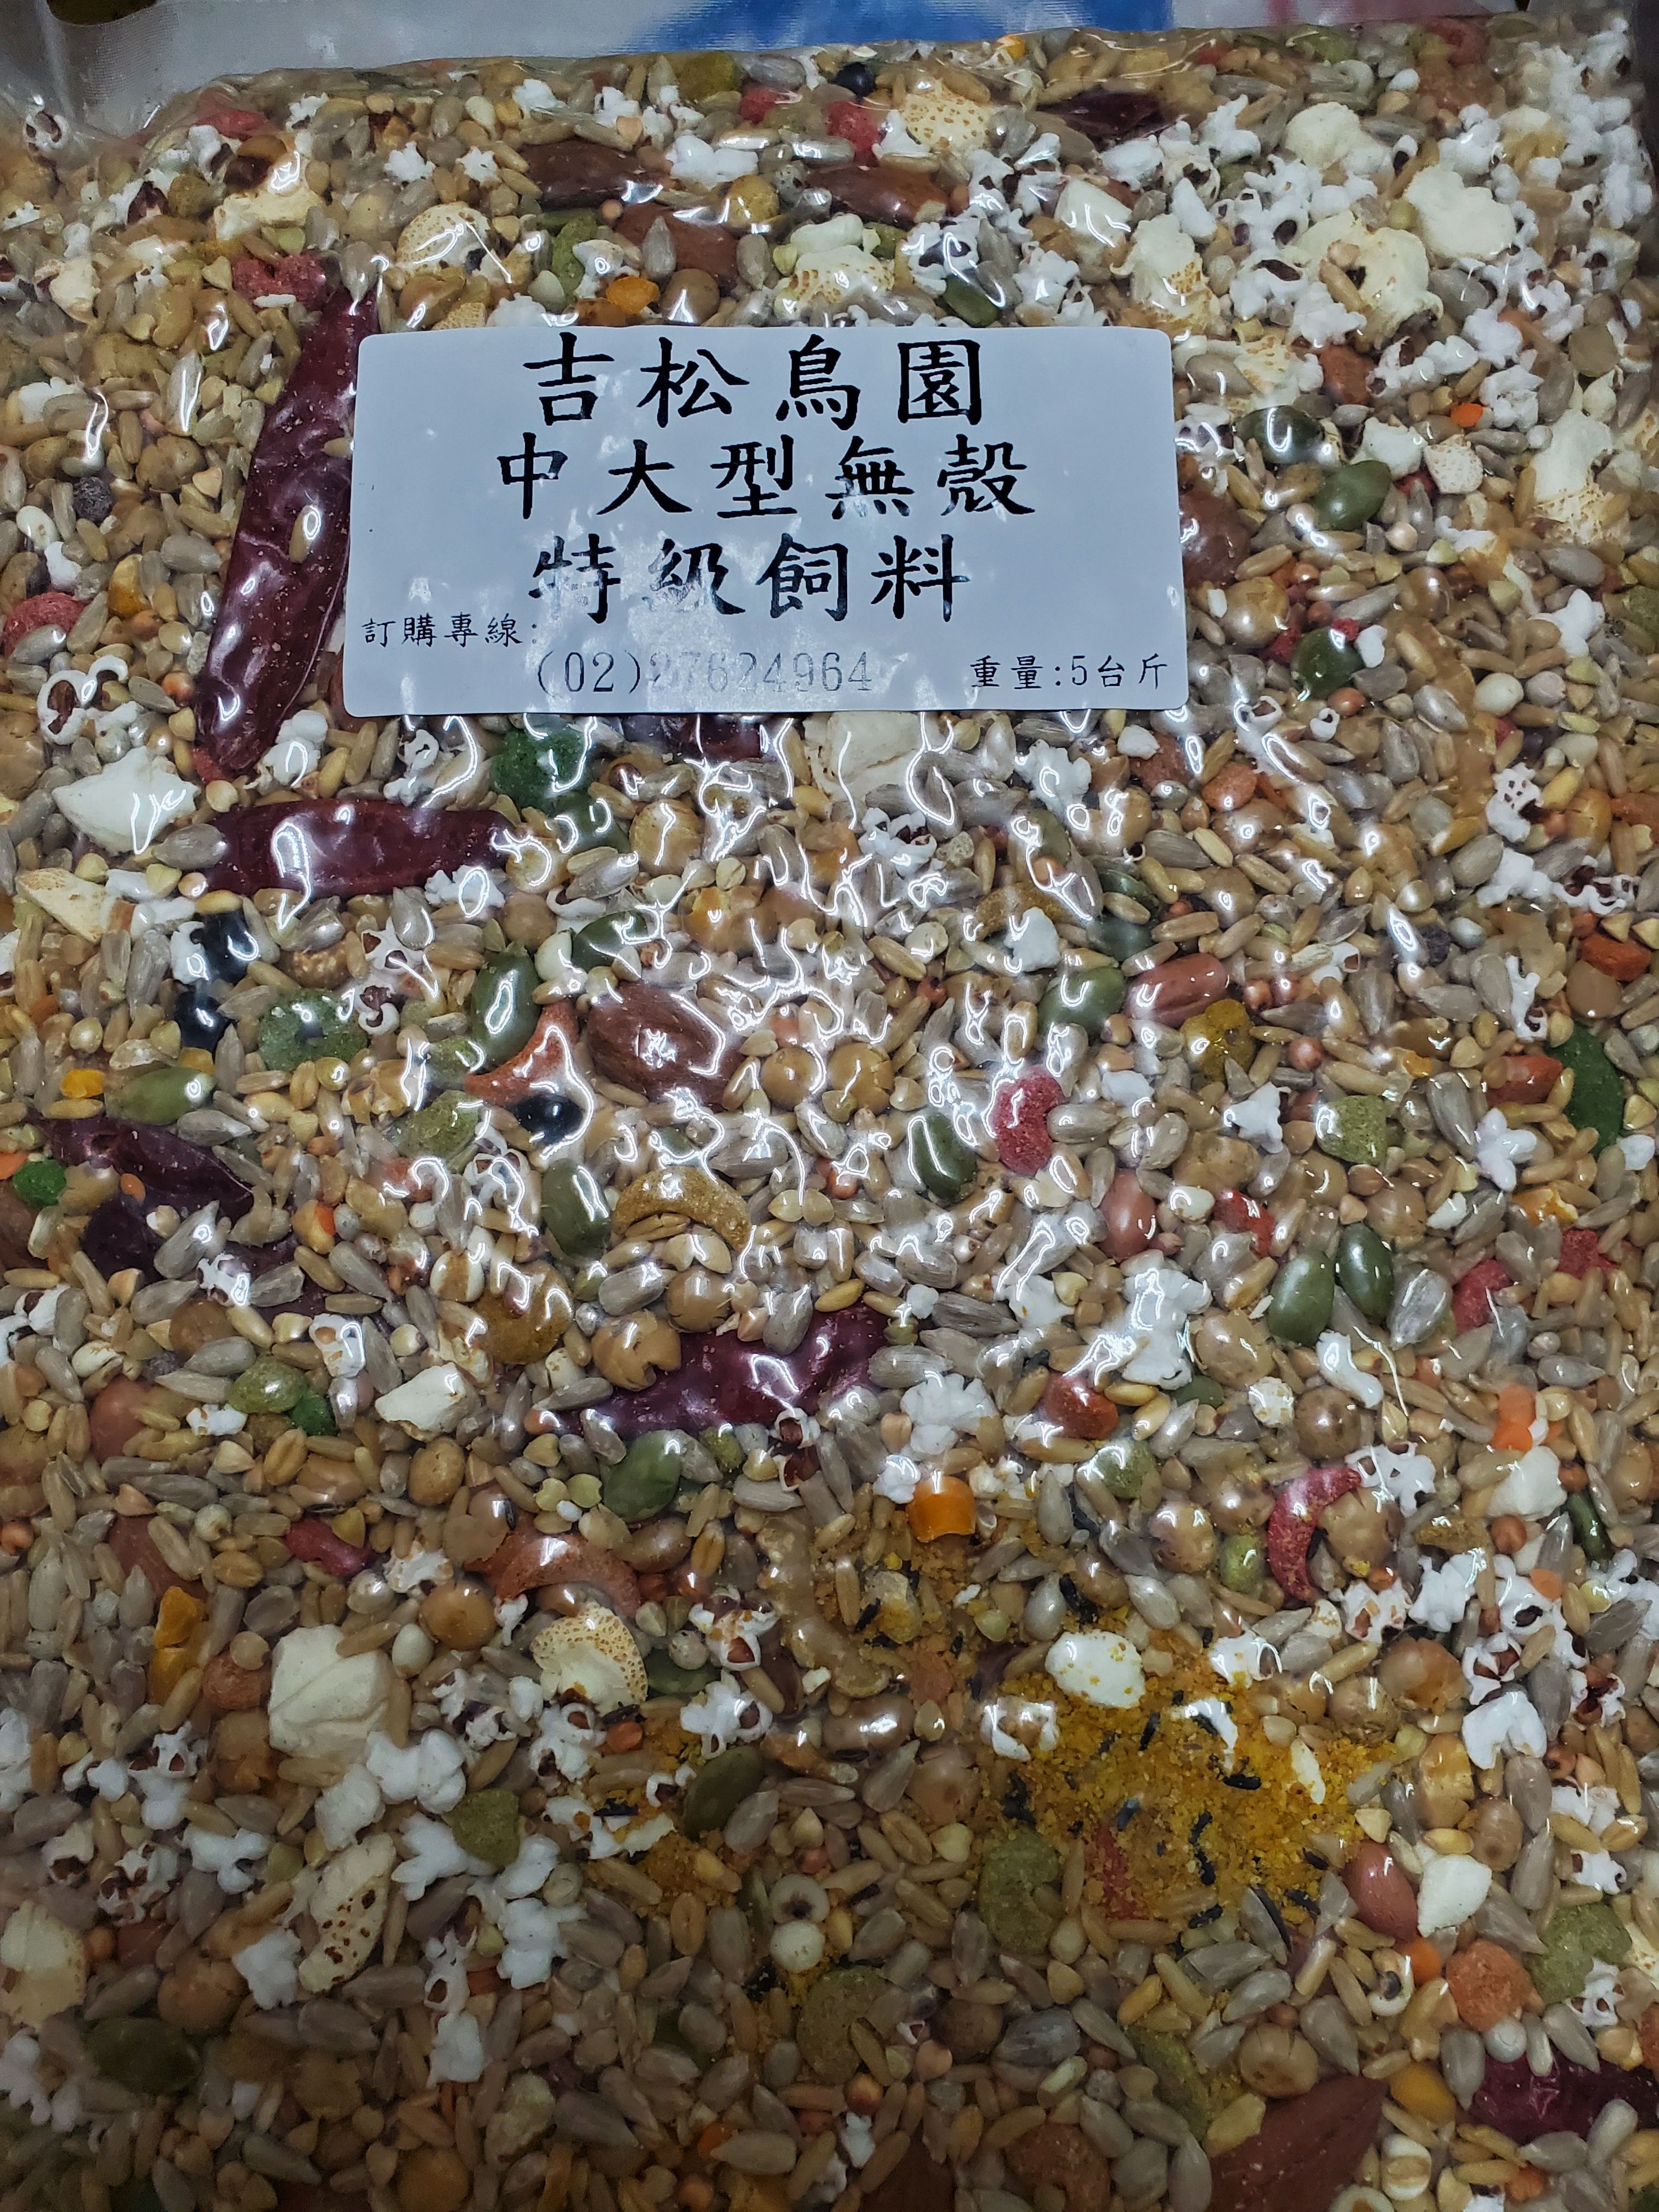 吉松鳥園
中大型無殼
特級飼料
訂購專線:
(02)27624964
重量:5台斤